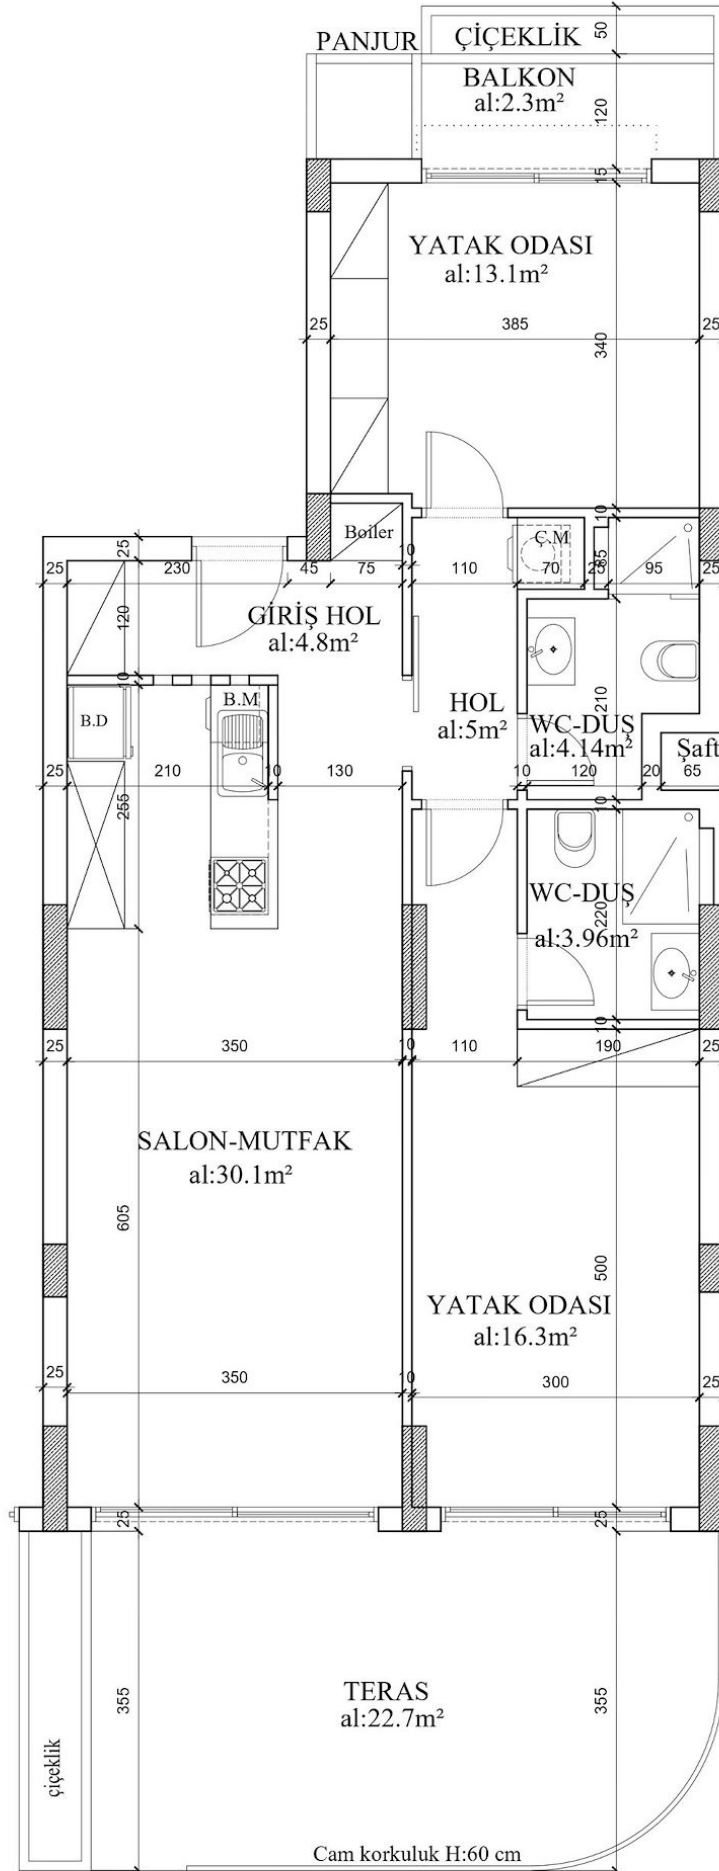 50
PANJUR
ÇİÇEKLİK
BALKON
al:2.3m²
120
15
YATAK ODASI
al:13.1m²
25
385
25
340
Boiler
10
Ç.M
85
25
25
230
45
75
10
110
70
25
95
25
120
GİRİŞ HOL
al:4.8m²
10
B.D
B.M
HOL
al:5m²
210
WC-DUŞ
al:4.14m²
Şaft
25
210
10
130
10
120
20
65
255
10
WC-DUŞ
220
al:3.96m²
10
25
350
10
110
190
25
SALON-MUTFAK
al:30.1m²
605
500
YATAK ODASI
al:16.3m²
25
350
10
300
25
25
25
355
TERAS
al:22.7m²
355
çiçeklik
Cam korkuluk H:60 cm